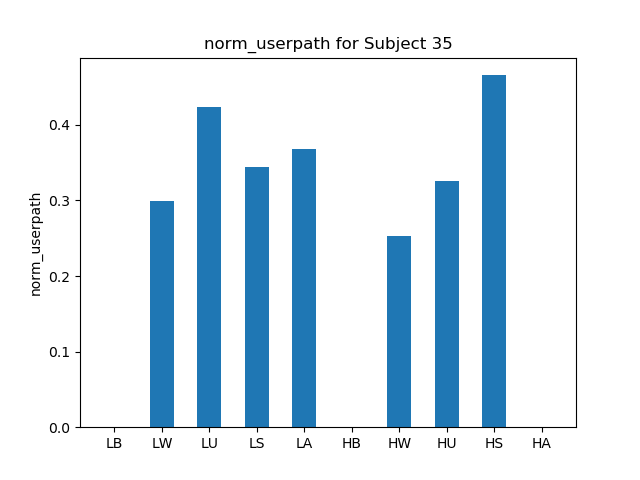 norm_userpath for Subject 35
norm_userpath
0.4
0.3
0.2
0.1
0.0
LB LW LU LS LA HB HW HU HS HA